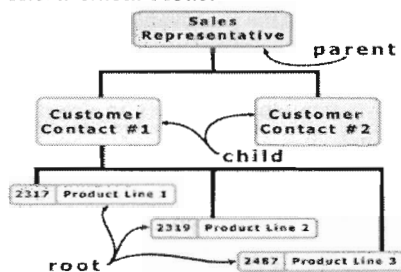 Sales
Representative
parent
Customer
Contact #1
Customer
Contact #2
child
2317 Product Line 1
2319 Product Line 2
root
2487 Product Line 3